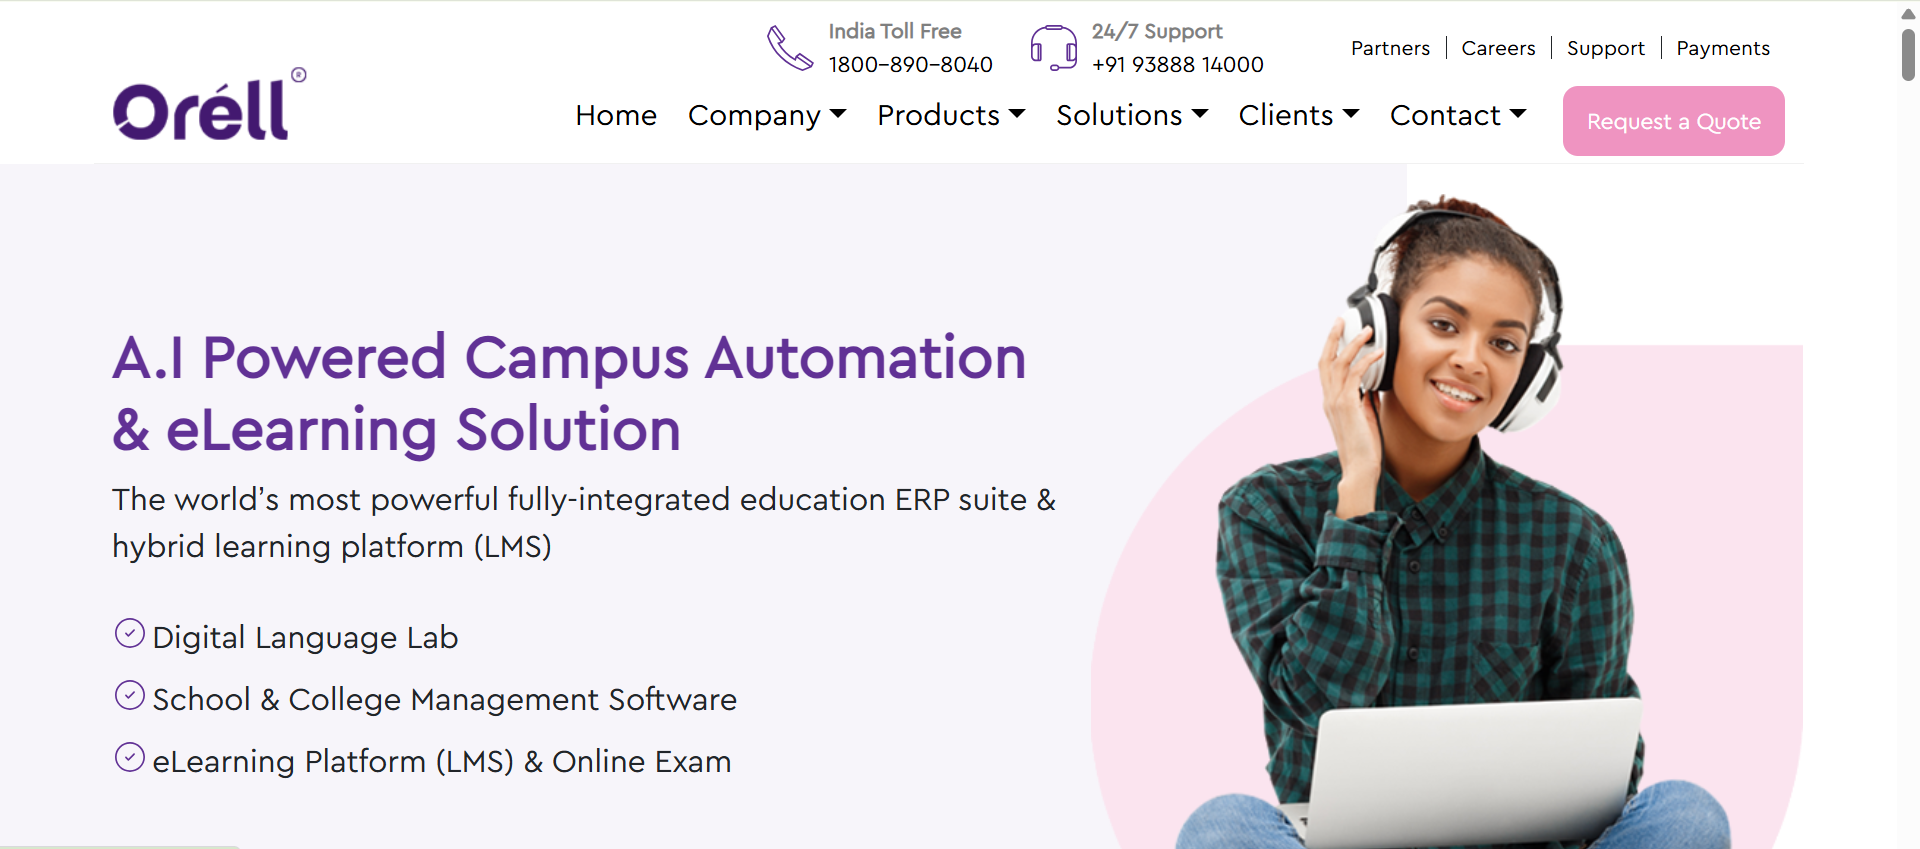 India Toll Free
1800-890-8040
24/7 Support
+91 93888 14000
Partners | Careers | Support | Payments
Oréll®
Home Company Products Solutions Clients Contact Request a Quote
A.I Powered Campus Automation
& eLearning Solution
The world’s most powerful fully-integrated education ERP suite &
hybrid learning platform (LMS)
Digital Language Lab
School & College Management Software
eLearning Platform (LMS) & Online Exam